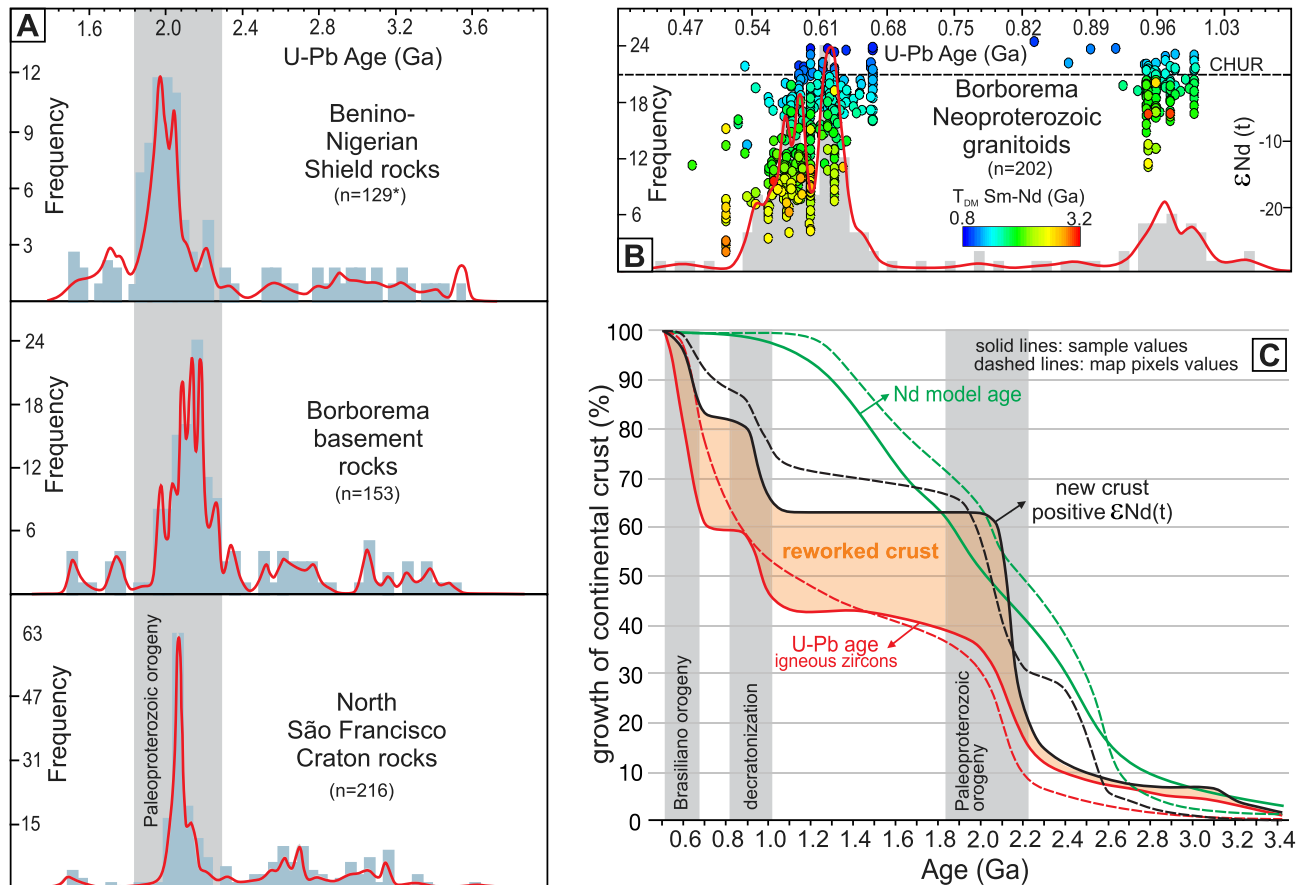 A
1.6 2.0 2.4 2.8 3.2 3.6
U-Pb Age (Ga)
12
9
6
3
Frequency
Benino-
Nigerian
Shield rocks
(n=129*)
24
18
12
6
Frequency
Borborema
basement
rocks
(n=153)
63
47
31
15
Frequency
Paleoproterozoic orogeny
North
São Francisco
Craton rocks
(n=216)
0.47 0.54 0.61 0.68 0.75 0.82 0.89 0.96 1.03
U-Pb Age (Ga)
CHUR
24
18
12
6
Frequency
Borborema
Neoproterozoic
granitoids
(n=202)
TDM Sm-Nd (Ga)
0.8 3.2
-10
-20
εNd (t)
B
C
solid lines: sample values
dashed lines: map pixels values
100
90
80
70
60
50
40
30
20
10
0
growth of continental crust (%)
Nd model age
new crust
positive εNd(t)
reworked crust
U-Pb age
igneous zircons
Brasiliano orogeny
decratonization
Paleoproterozoic
orogeny
0.6 0.8 1.0 1.2 1.4 1.6 1.8 2.0 2.2 2.4 2.6 2.8 3.0 3.2 3.4
Age (Ga)